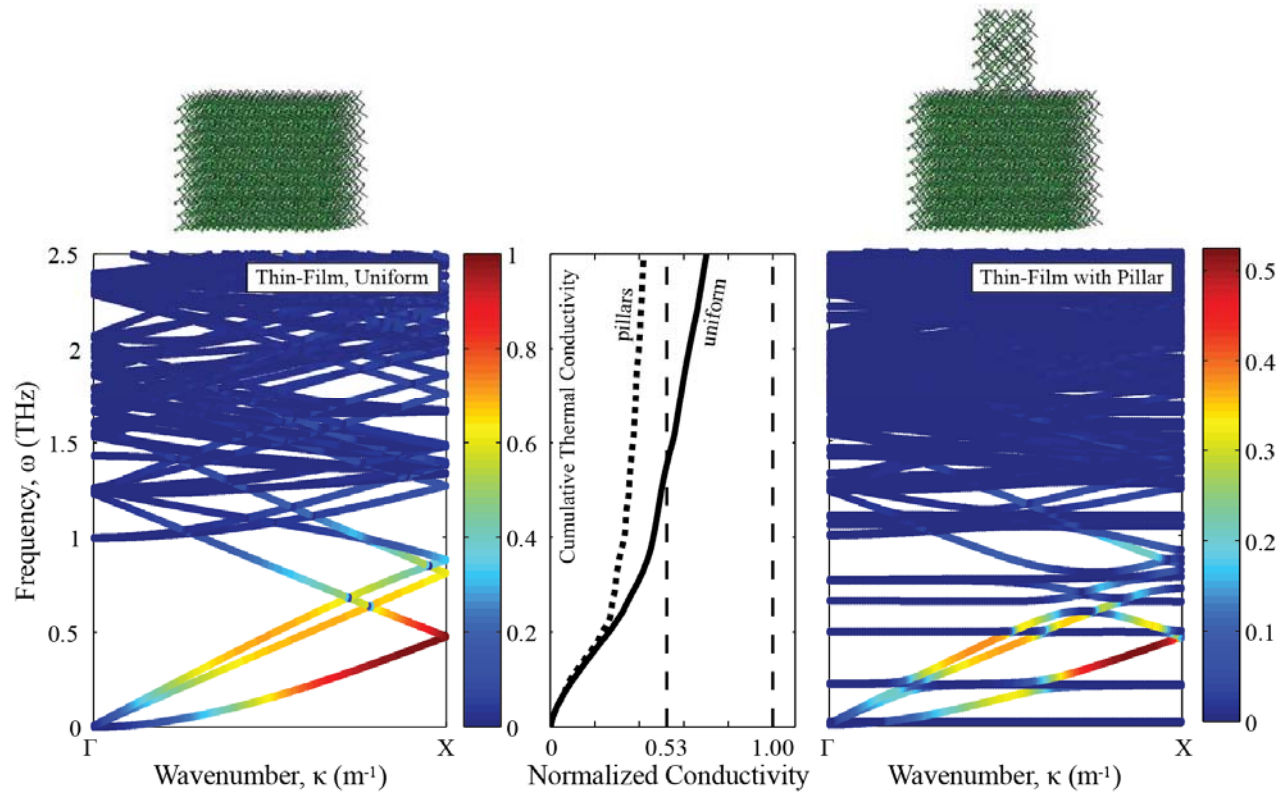 Thin-Film, Uniform
Frequency, ω (THz)
2.5
2
1.5
1
0.5
0
Γ
X
Wavenumber, κ (m⁻¹)
1
0.8
0.6
0.4
0.2
0
Cumulative Thermal Conductivity
pillars
uniform
0
0.53
1.00
Normalized Conductivity
Thin-Film with Pillar
Γ
X
Wavenumber, κ (m⁻¹)
0.5
0.4
0.3
0.2
0.1
0